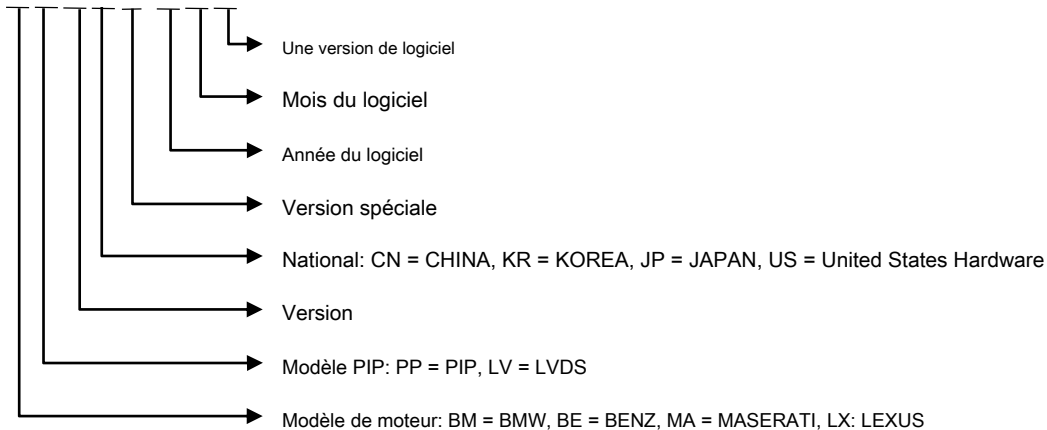 Une version de logiciel
Mois du logiciel
Année du logiciel
Version spéciale
National: CN = CHINA, KR = KOREA, JP = JAPAN, US = United States Hardware
Version
Modèle PIP: PP = PIP, LV = LVDS
Modèle de moteur: BM = BMW, BE = BENZ, MA = MASERATI, LX: LEXUS